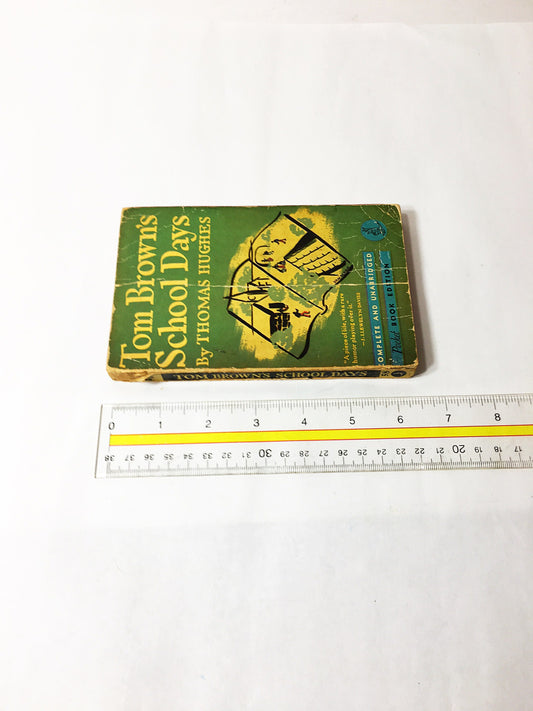 Tom Brown's
School Days
By THOMAS HUGHES
"A piece of life, with a rare
humor playing over it."
—J. LLEWELYN DAVIES
COMPLETE AND UNABRIDGED
A Pocket BOOK EDITION
TOM BROWN'S SCHOOL DAYS
0 1 2 3 4 5 6 7 8
38 37 36 35 34 33 32 31 30 29 28 27 26 25 24 23 22 21 20 19 18 17